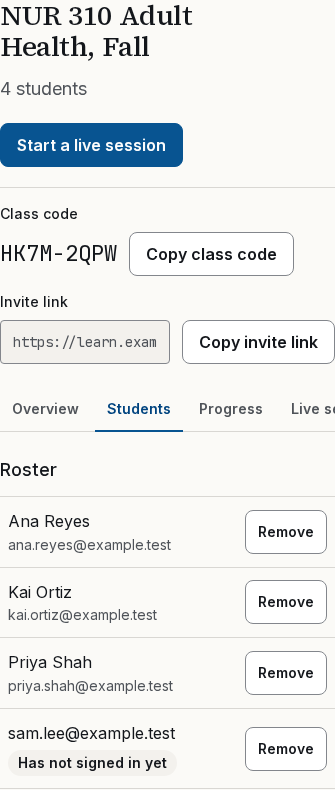 NUR 310 Adult
Health, Fall
4 students
Start a live session
Class code
HK7M-2QPW
Copy class code
Invite link
https://learn.exam
Copy invite link
Overview Students Progress Live se
Roster
Ana Reyes
ana.reyes@example.test
Remove
Kai Ortiz
kai.ortiz@example.test
Remove
Priya Shah
priya.shah@example.test
Remove
sam.lee@example.test
Has not signed in yet
Remove